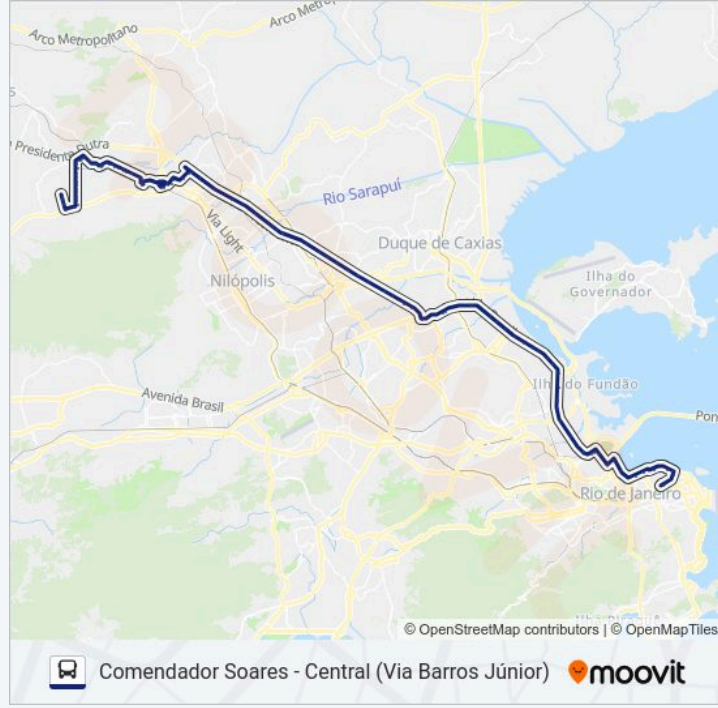 Arco Metropolitano
Arco Metrop
Presidenta Dutra
Rio Sarapuí
Via Light
Duque de Caxias
Nilópolis
Ilha do
Governador
Avenida Brasil
Ilha do Fundão
Pon
Rio de Janeiro
© OpenStreetMap contributors | © OpenMapTiles
Comendador Soares - Central (Via Barros Júnior)
moovit